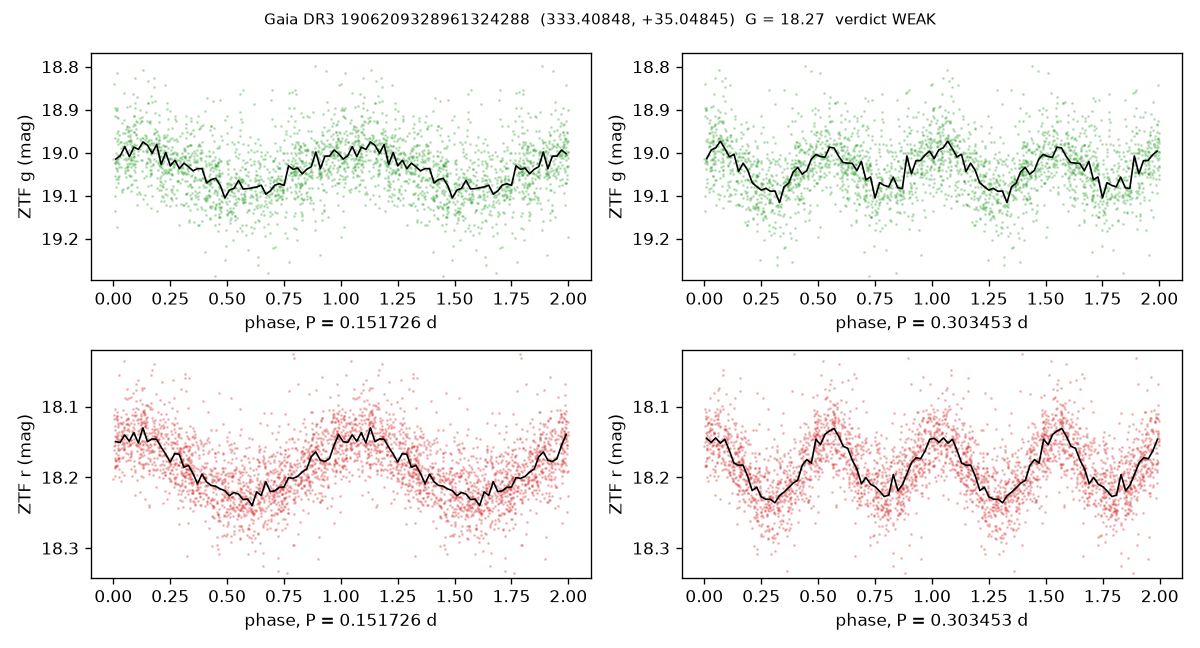 Gaia DR3 1906209328961324288  (333.40848, +35.04845)  G = 18.27  verdict WEAK
ZTF g (mag)
18.8
18.9
19.0
19.1
19.2
0.00 0.25 0.50 0.75 1.00 1.25 1.50 1.75 2.00
phase, P = 0.151726 d
ZTF g (mag)
18.8
18.9
19.0
19.1
19.2
0.00 0.25 0.50 0.75 1.00 1.25 1.50 1.75 2.00
phase, P = 0.303453 d
ZTF r (mag)
18.1
18.2
18.3
0.00 0.25 0.50 0.75 1.00 1.25 1.50 1.75 2.00
phase, P = 0.151726 d
ZTF r (mag)
18.1
18.2
18.3
0.00 0.25 0.50 0.75 1.00 1.25 1.50 1.75 2.00
phase, P = 0.303453 d